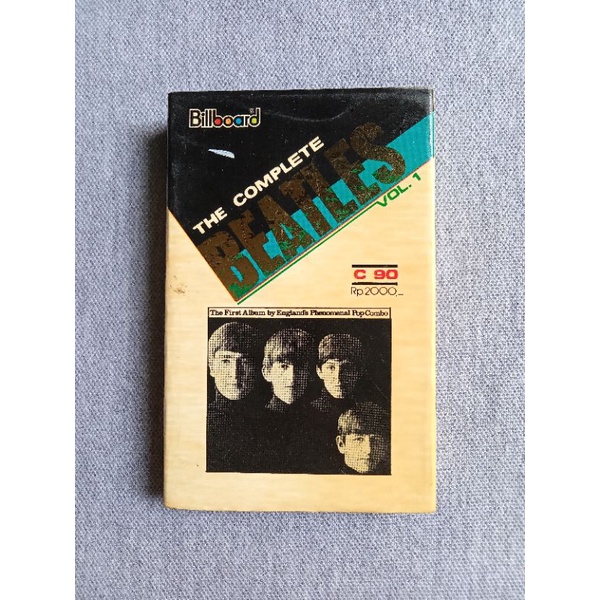 Billboard®
THE COMPLETE
BEATLES
VOL. 1
C 90
Rp 2000,_
The First Album by England's Phenomenal Pop Combo